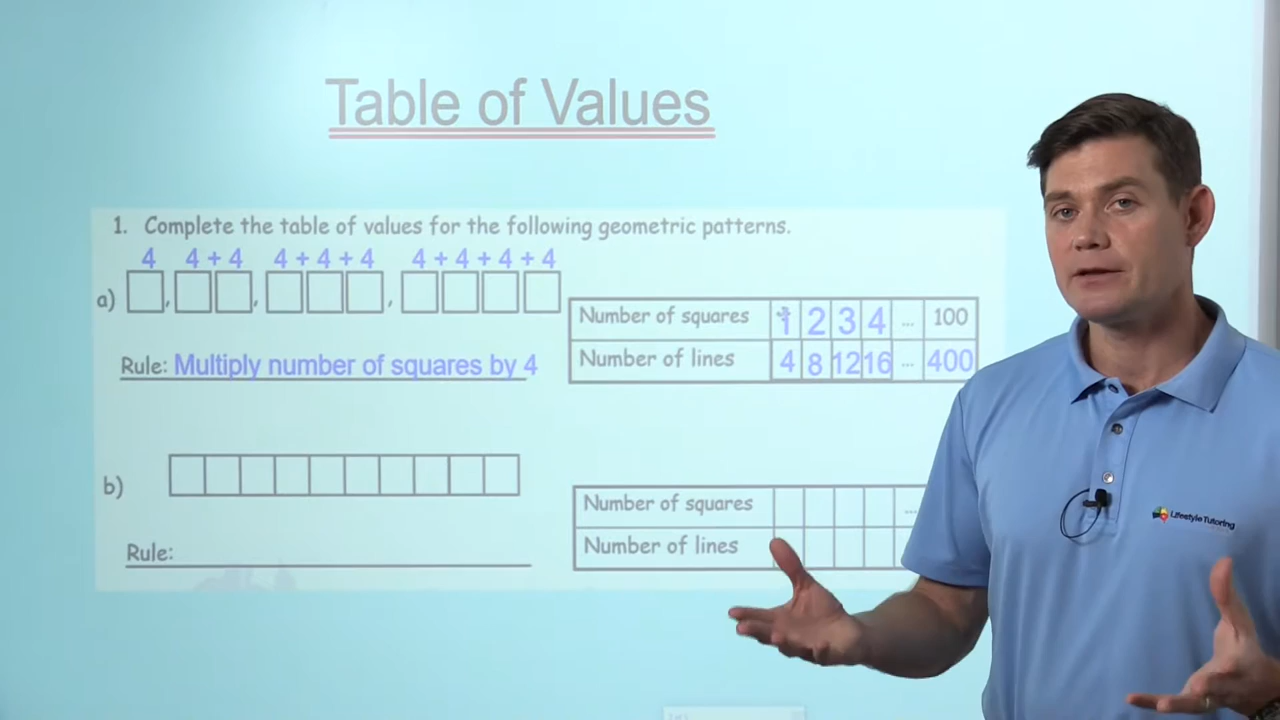 Table of Values
1. Complete the table of values for the following geometric patterns.
4 4 + 4 4 + 4 + 4 4 + 4 + 4 + 4
a) , , ,
Number of squares 1 2 3 4 ... 100
Rule: Multiply number of squares by 4
Number of lines 4 8 12 16 ... 400
b)
Number of squares ...
Number of lines
Rule:
Lifestyle Tutoring